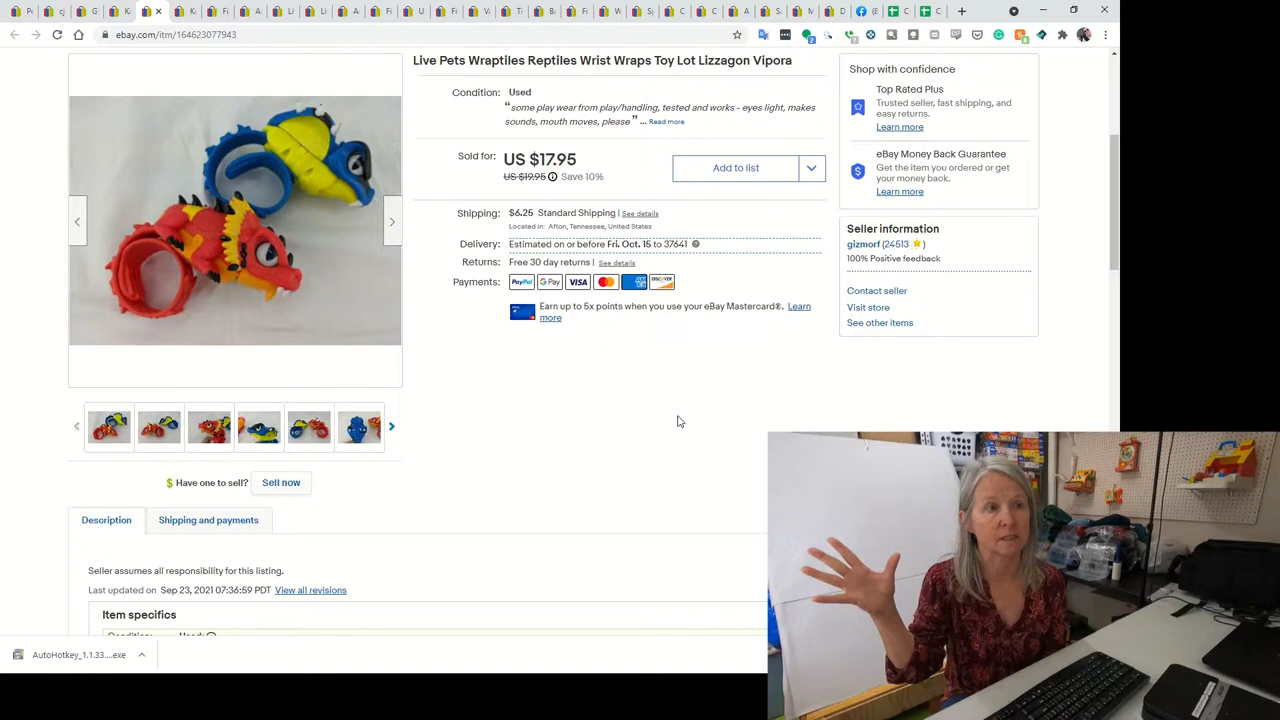 ebay.com/itm/164623077943
Live Pets Wraptiles Reptiles Wrist Wraps Toy Lot Lizzagon Vipora
Condition: Used
“some play wear from play/handling, tested and works - eyes light, makes
sounds, mouth moves, please ” ... Read more
Sold for: US $17.95
US $19.95 Save 10%
Add to list
Shipping: $6.25 Standard Shipping | See details
Located in: Afton, Tennessee, United States
Delivery: Estimated on or before Fri. Oct. 15 to 37641
Returns: Free 30 day returns | See details
Payments: PayPal G Pay VISA
DISCOVER
Earn up to 5x points when you use your eBay Mastercard®. Learn
more
Shop with confidence
Top Rated Plus
Trusted seller, fast shipping, and
easy returns.
Learn more
eBay Money Back Guarantee
Get the item you ordered or get
your money back.
Learn more
Seller information
gizmorf (24513 )
100% Positive feedback
Contact seller
Visit store
See other items
$ Have one to sell? Sell now
Description
Shipping and payments
Seller assumes all responsibility for this listing.
Last updated on Sep 23, 2021 07:36:59 PDT View all revisions
Item specifics
Condition: Used:
AutoHotkey_1.1.33....exe